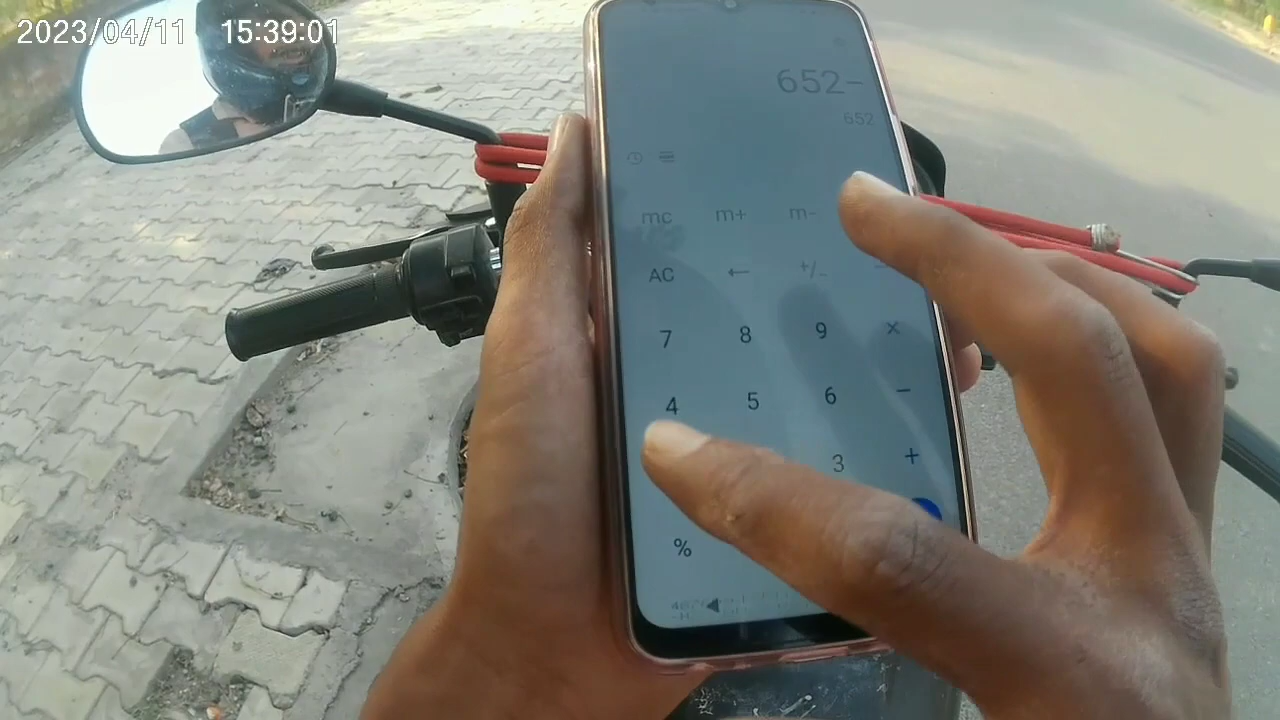 2023/04/11 15:39:01
652-
652
mc m+ m-
AC ← +/-
7 8 9 ×
4 5 6 −
3 +
%